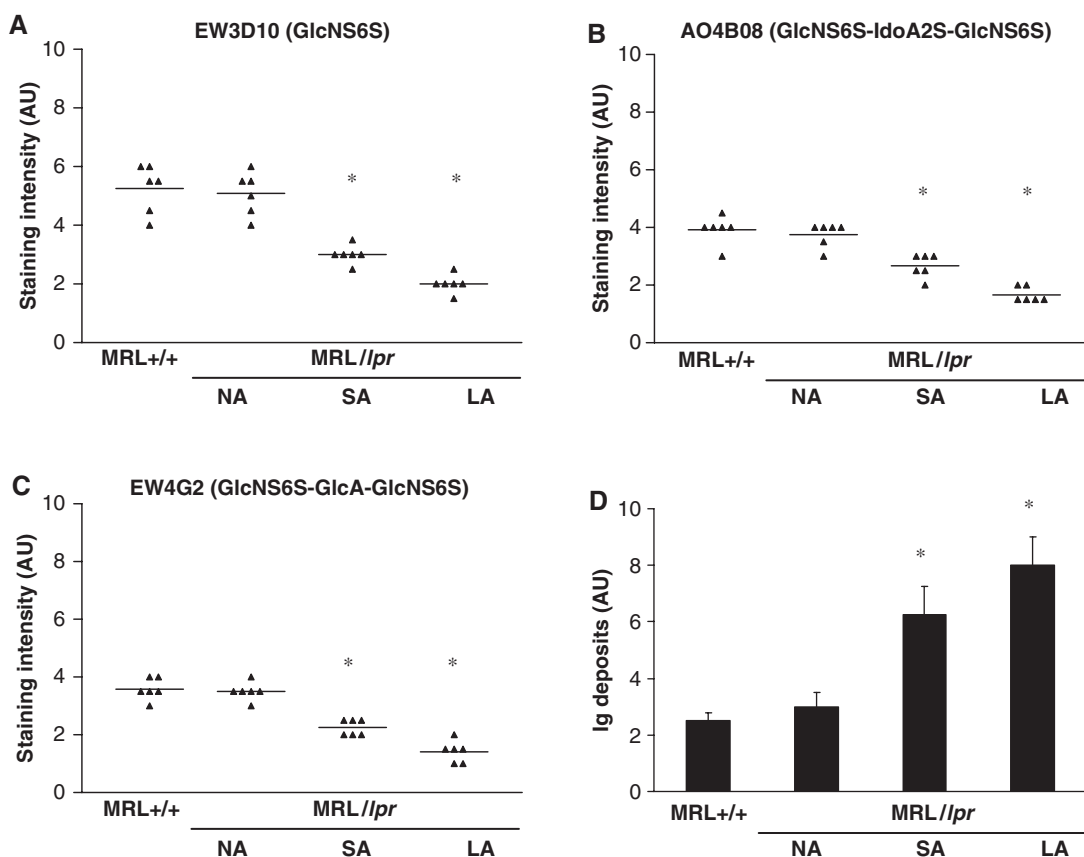 A
EW3D10 (GlcNS6S)
Staining intensity (AU)
10
8
6
4
2
0
* *
MRL+/+ MRL/lpr
NA SA LA
B
AO4B08 (GlcNS6S-IdoA2S-GlcNS6S)
Staining intensity (AU)
10
8
6
4
2
0
* *
MRL+/+ MRL/lpr
NA SA LA
C
EW4G2 (GlcNS6S-GlcA-GlcNS6S)
Staining intensity (AU)
10
8
6
4
2
0
* *
MRL+/+ MRL/lpr
NA SA LA
D
Ig deposits (AU)
10
8
6
4
2
0
* *
MRL+/+ MRL/lpr
NA SA LA